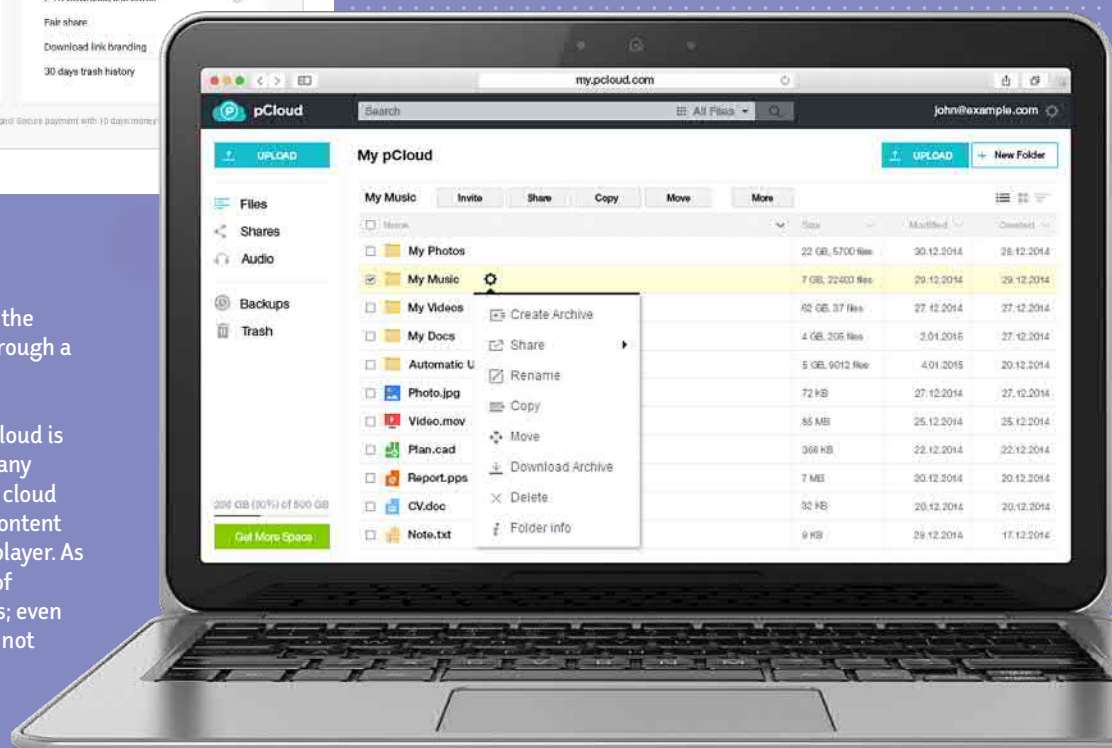 Fair share
Download link branding
30 days trash history
Secure payment with 10 days money
the
rough a
loud is
any
cloud
ontent
player. As
of
s; even
not
my.pcloud.com
pCloud
Search All Files john@example.com
UPLOAD My pCloud UPLOAD + New Folder
My Music Invite Share Copy Move More
Name Size Modified Created
Files
Shares
Audio
Backups
Trash
My Photos 22 GB, 5700 files 30.12.2014 28.12.2014
My Music 7 GB, 22400 files 29.12.2014 29.12.2014
My Videos 62 GB, 37 files 27.12.2014 27.12.2014
My Docs 4 GB, 205 files 2.01.2015 27.12.2014
Automatic U 5 GB, 9012 files 4.01.2015 20.12.2014
Photo.jpg 72 KB 27.12.2014 27.12.2014
Video.mov 85 MB 25.12.2014 25.12.2014
Plan.cad 366 KB 22.12.2014 22.12.2014
Report.pps 7 MB 20.12.2014 20.12.2014
CV.doc 32 KB 20.12.2014 20.12.2014
Note.txt 9 KB 29.12.2014 17.12.2014
Create Archive
Share
Rename
Copy
Move
Download Archive
Delete
Folder info
of 500 GB
Get More Space